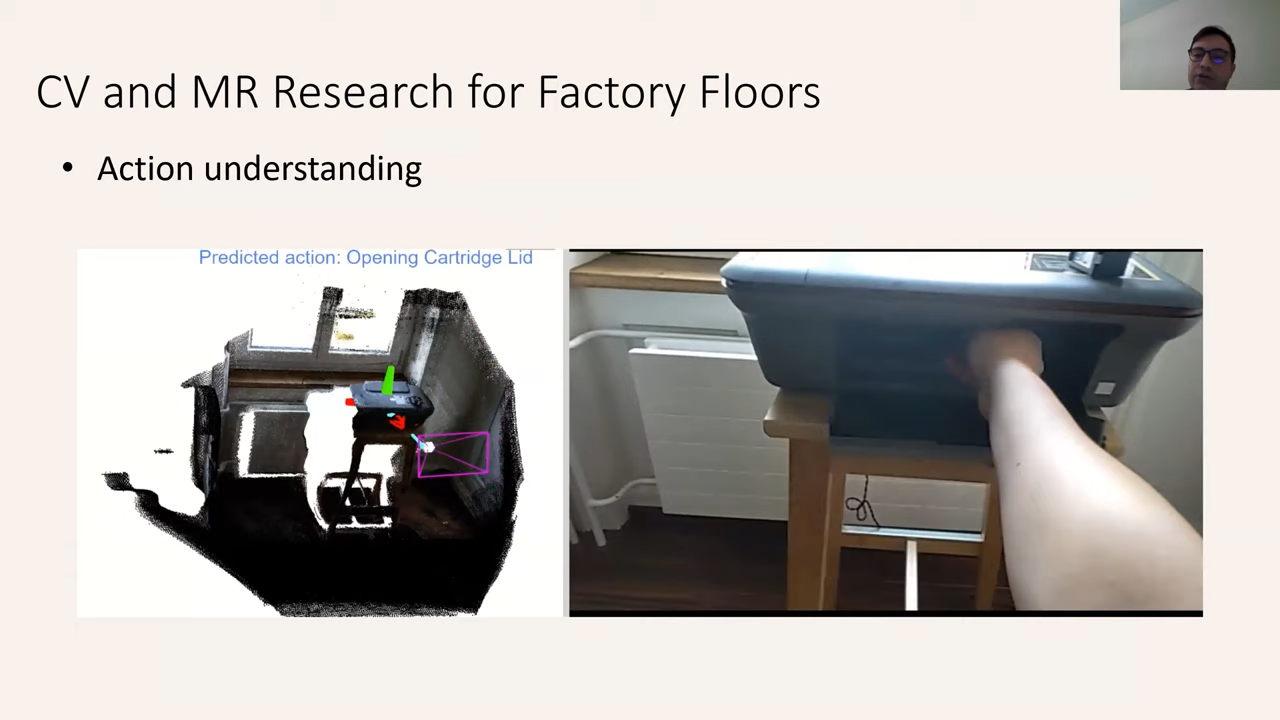 CV and MR Research for Factory Floors
• Action understanding
Predicted action: Opening Cartridge Lid